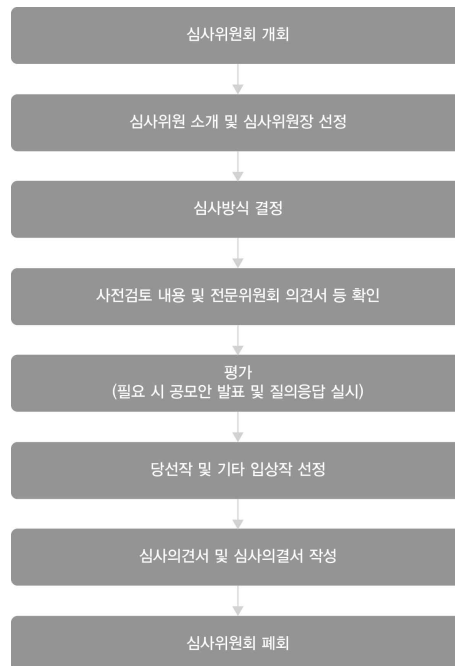 심사위원회 개회
심사위원 소개 및 심사위원장 선정
심사방식 결정
사전검토 내용 및 전문위원회 의견서 등 확인
평가
(필요 시 공모안 발표 및 질의응답 실시)
당선작 및 기타 입상작 선정
심사의견서 및 심사의결서 작성
심사위원회 폐회